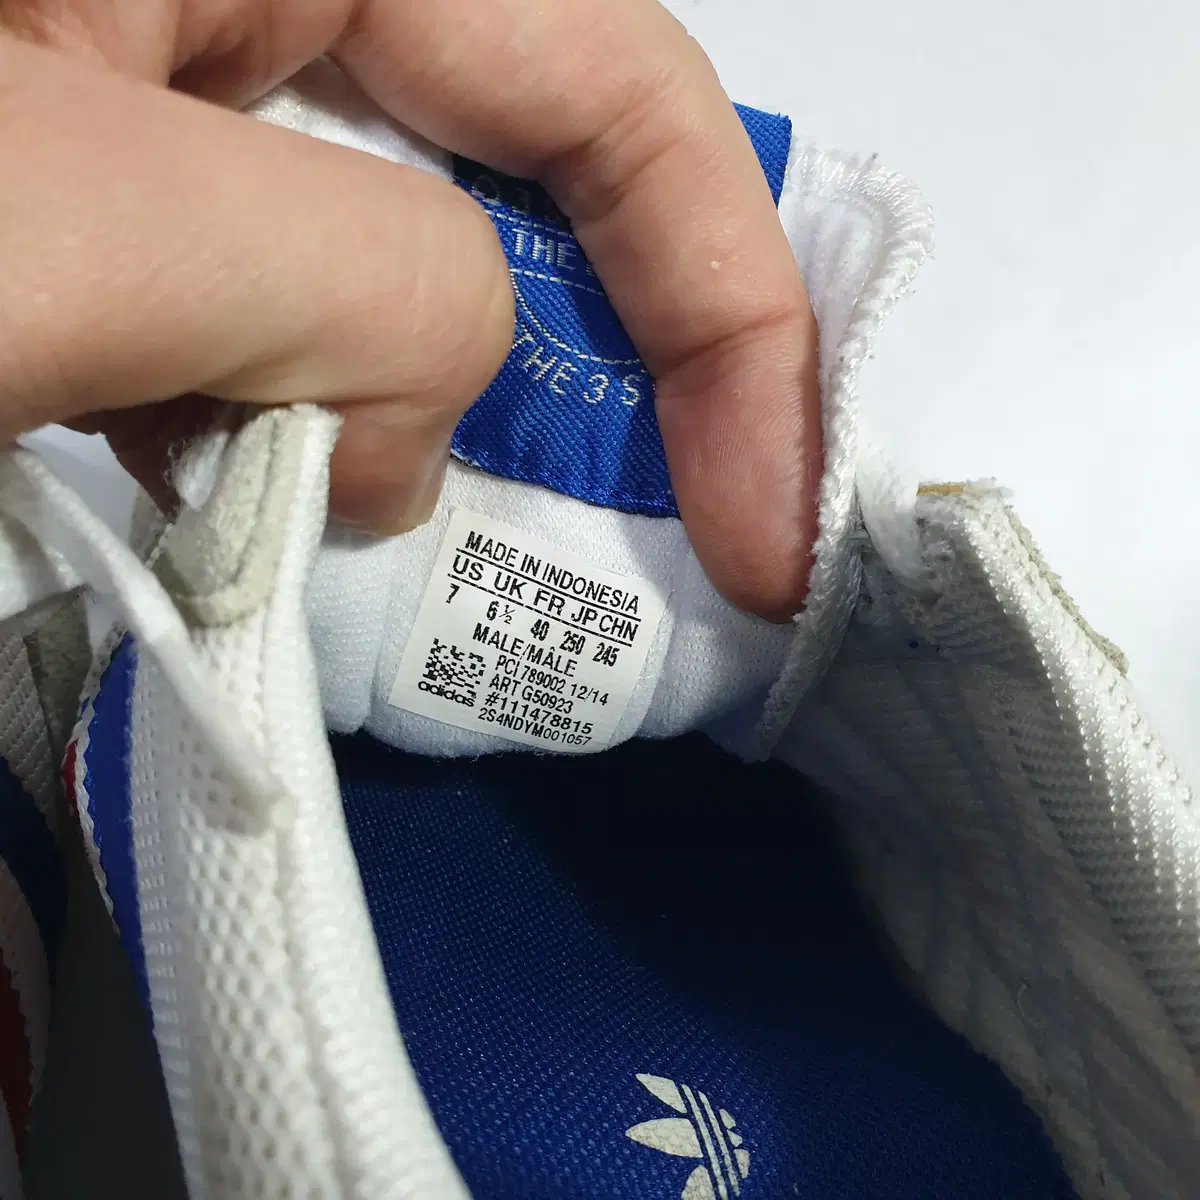 THE
THE 3 S
MADE IN INDONESIA
US UK FR JP CHN
7 6½ 40 250 245
MALE/MÂLE
PCI 789002 12/14
ART G50923
#111478815
2S4NDYM001057
adidas